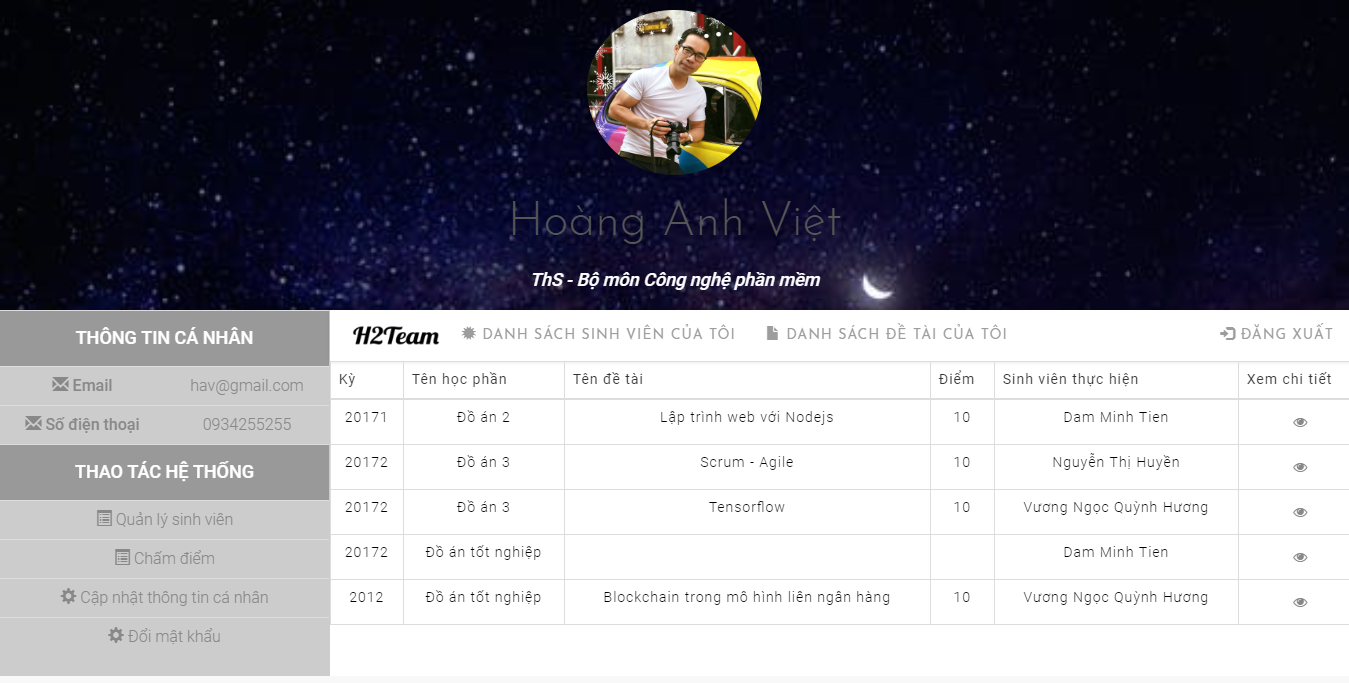 Hoàng Anh Việt
ThS - Bộ môn Công nghệ phần mềm
THÔNG TIN CÁ NHÂN
Email hav@gmail.com
Số điện thoại 0934255255
THAO TÁC HỆ THỐNG
Quản lý sinh viên
Chấm điểm
Cập nhật thông tin cá nhân
Đổi mật khẩu
H2Team DANH SÁCH SINH VIÊN CỦA TÔI DANH SÁCH ĐỀ TÀI CỦA TÔI ĐĂNG XUẤT
Kỳ Tên học phần Tên đề tài Điểm Sinh viên thực hiện Xem chi tiết
20171 Đồ án 2 Lập trình web với Nodejs 10 Dam Minh Tien
20172 Đồ án 3 Scrum - Agile 10 Nguyễn Thị Huyền
20172 Đồ án 3 Tensorflow 10 Vương Ngọc Quỳnh Hương
20172 Đồ án tốt nghiệp Dam Minh Tien
2012 Đồ án tốt nghiệp Blockchain trong mô hình liên ngân hàng 10 Vương Ngọc Quỳnh Hương